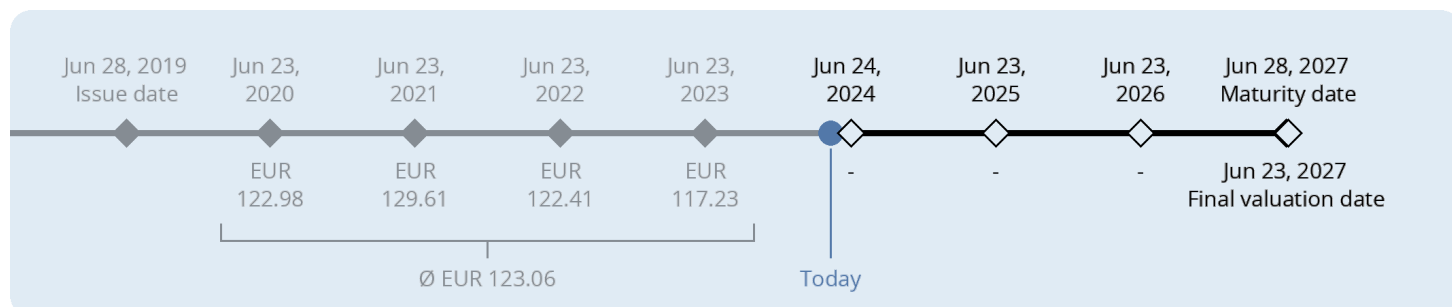 Jun 28, 2019
Issue date
Jun 23,
2020
Jun 23,
2021
Jun 23,
2022
Jun 23,
2023
Jun 24,
2024
Jun 23,
2025
Jun 23,
2026
Jun 28, 2027
Maturity date
EUR
122.98
EUR
129.61
EUR
122.41
EUR
117.23
-
-
-
Jun 23, 2027
Final valuation date
Ø EUR 123.06
Today